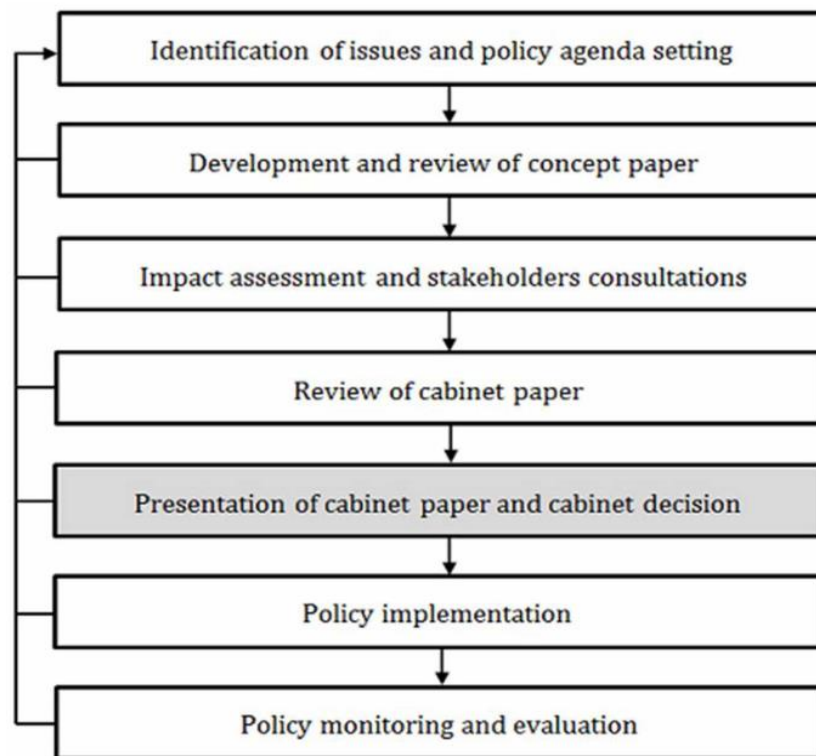 Identification of issues and policy agenda setting
Development and review of concept paper
Impact assessment and stakeholders consultations
Review of cabinet paper
Presentation of cabinet paper and cabinet decision
Policy implementation
Policy monitoring and evaluation